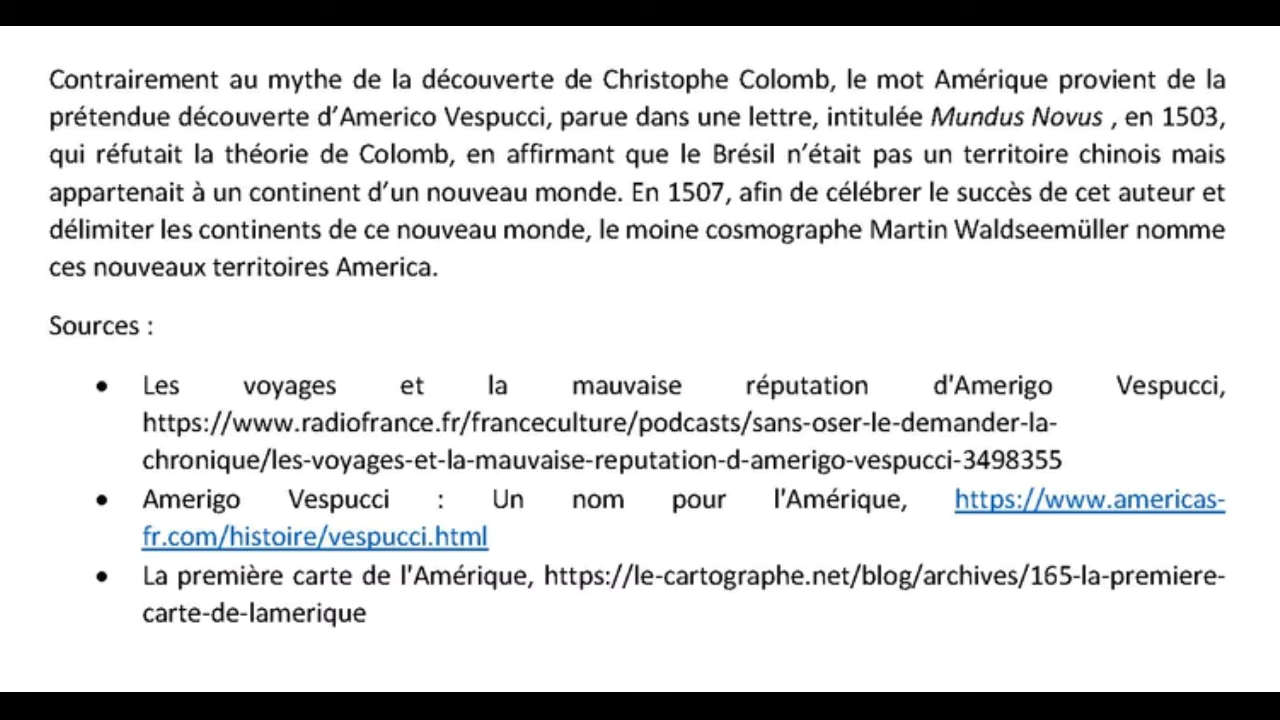 Contrairement au mythe de la découverte de Christophe Colomb, le mot Amérique provient de la
prétendue découverte d’Americo Vespucci, parue dans une lettre, intitulée Mundus Novus , en 1503,
qui réfutait la théorie de Colomb, en affirmant que le Brésil n’était pas un territoire chinois mais
appartenait à un continent d’un nouveau monde. En 1507, afin de célébrer le succès de cet auteur et
délimiter les continents de ce nouveau monde, le moine cosmographe Martin Waldseemüller nomme
ces nouveaux territoires America.
Sources :
• Les voyages et la mauvaise réputation d'Amerigo Vespucci,
https://www.radiofrance.fr/franceculture/podcasts/sans-oser-le-demander-la-
chronique/les-voyages-et-la-mauvaise-reputation-d-amerigo-vespucci-3498355
• Amerigo Vespucci : Un nom pour l'Amérique, https://www.americas-
fr.com/histoire/vespucci.html
• La première carte de l'Amérique, https://le-cartographe.net/blog/archives/165-la-premiere-
carte-de-lamerique